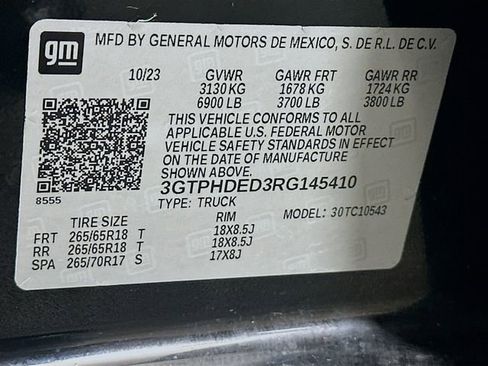 gm
MFD BY GENERAL MOTORS DE MEXICO, S. DE R.L. DE C.V.
10/23 GVWR GAWR FRT GAWR RR
3130 KG 1678 KG 1724 KG
6900 LB 3700 LB 3800 LB
THIS VEHICLE CONFORMS TO ALL
APPLICABLE U.S. FEDERAL MOTOR
VEHICLE SAFETY STANDARDS IN EFFECT
ON THE DATE OF MANUFACTURE
SHOWN ABOVE.
3GTPHDED3RG145410
8555
TYPE: TRUCK MODEL: 30TC10543
TIRE SIZE RIM
FRT 265/65R18 T 18X8.5J
RR 265/65R18 T 18X8.5J
SPA 265/70R17 S 17X8J